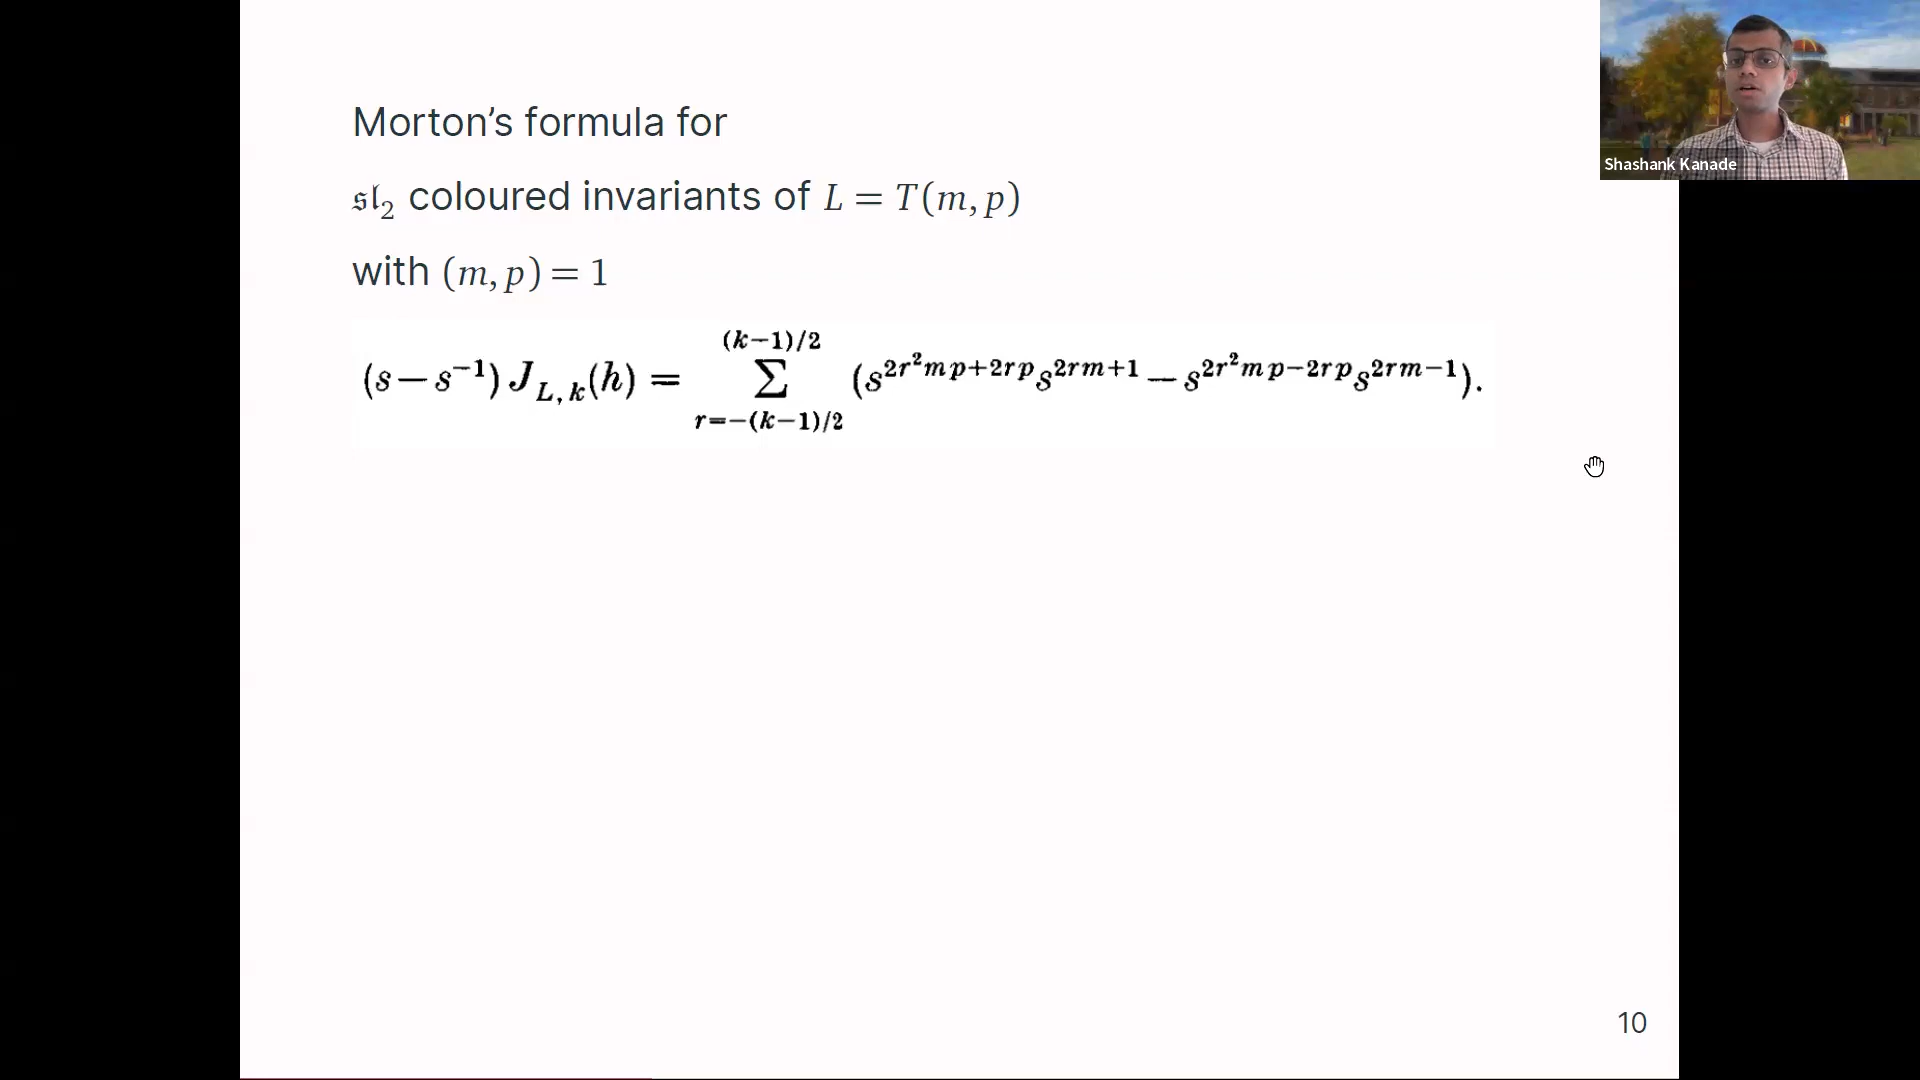 Morton's formula for
𝔰𝔩₂ coloured invariants of L = T(m, p)
with (m, p) = 1
(s − s⁻¹) J_{L, k}(h) = \sum_{r=−(k−1)/2}^{(k−1)/2} (s^{2r²mp+2rp} s^{2rm+1} − s^{2r²mp−2rp} s^{2rm−1}).
Shashank Kanade
10